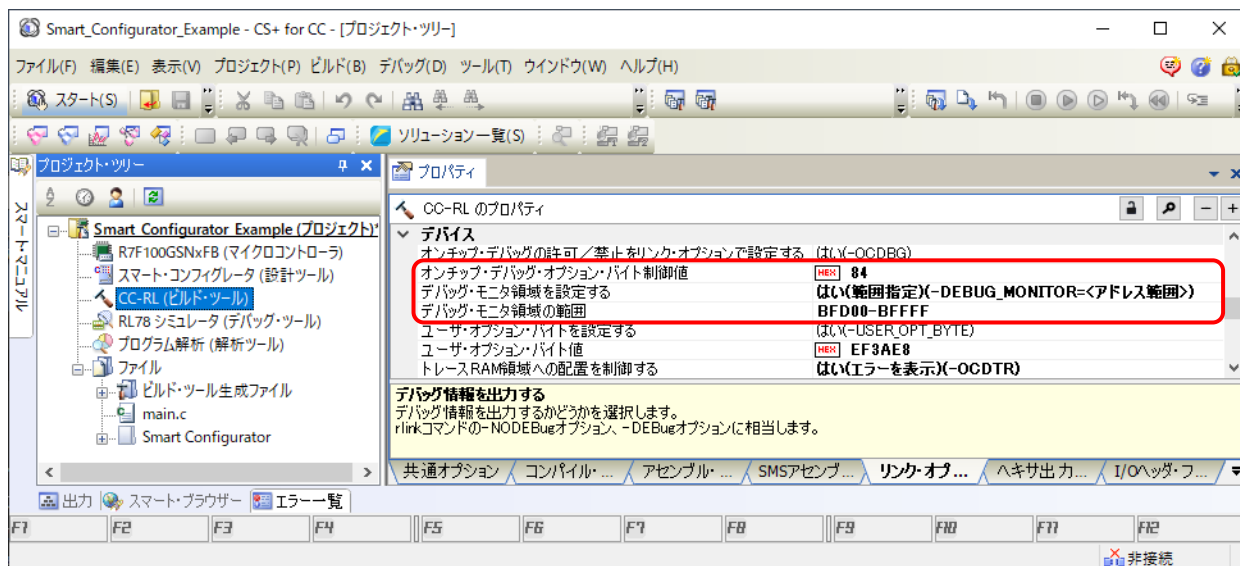 Smart_Configurator_Example - CS+ for CC - [プロジェクト・ツリー]
ファイル(F) 編集(E) 表示(V) プロジェクト(P) ビルド(B) デバッグ(D) ツール(T) ウインドウ(W) ヘルプ(H)
スタート(S)
ソリューション一覧(S)
スマート・マニュアル
プロジェクト・ツリー
Smart_Configurator_Example (プロジェクト)*
R7F100GSNxFB (マイクロコントローラ)
スマート・コンフィグレータ (設計ツール)
CC-RL (ビルド・ツール)
RL78 シミュレータ (デバッグ・ツール)
プログラム解析 (解析ツール)
ファイル
ビルド・ツール生成ファイル
main.c
Smart Configurator
プロパティ
CC-RL のプロパティ
デバイス
オンチップ・デバッグの許可/禁止をリンク・オプションで設定する はい(-OCDBG)
オンチップ・デバッグ・オプション・バイト制御値 HEX 84
デバッグ・モニタ領域を設定する はい(範囲指定)(-DEBUG_MONITOR=<アドレス範囲>)
デバッグ・モニタ領域の範囲 BFD00-BFFFF
ユーザ・オプション・バイトを設定する はい(-USER_OPT_BYTE)
ユーザ・オプション・バイト値 HEX EF3AE8
トレースRAM領域への配置を制御する はい(エラーを表示)(-OCDTR)
デバッグ情報を出力する
デバッグ情報を出力するかどうかを選択します。
rlinkコマンドの-NODEBugオプション、-DEBugオプションに相当します。
共通オプション コンパイル・... アセンブル・... SMSアセンブ... リンク・オプ... ヘキサ出力... I/Oヘッダ・フ...
出力 スマート・ブラウザー エラー一覧
F1 F2 F3 F4 F5 F6 F7 F8 F9 F10 F11 F12
非接続